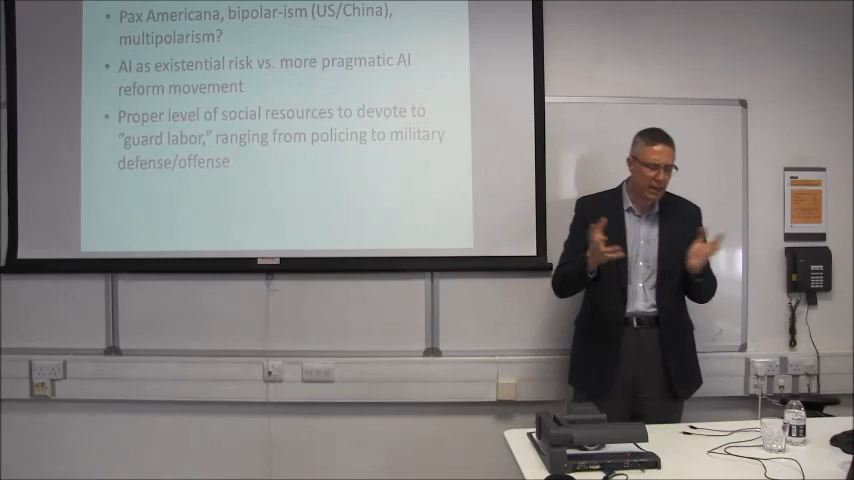 • Pax Americana, bipolar-ism (US/China),
multipolarism?
• AI as existential risk vs. more pragmatic AI
reform movement
• Proper level of social resources to devote to
“guard labor,” ranging from policing to military
defense/offense